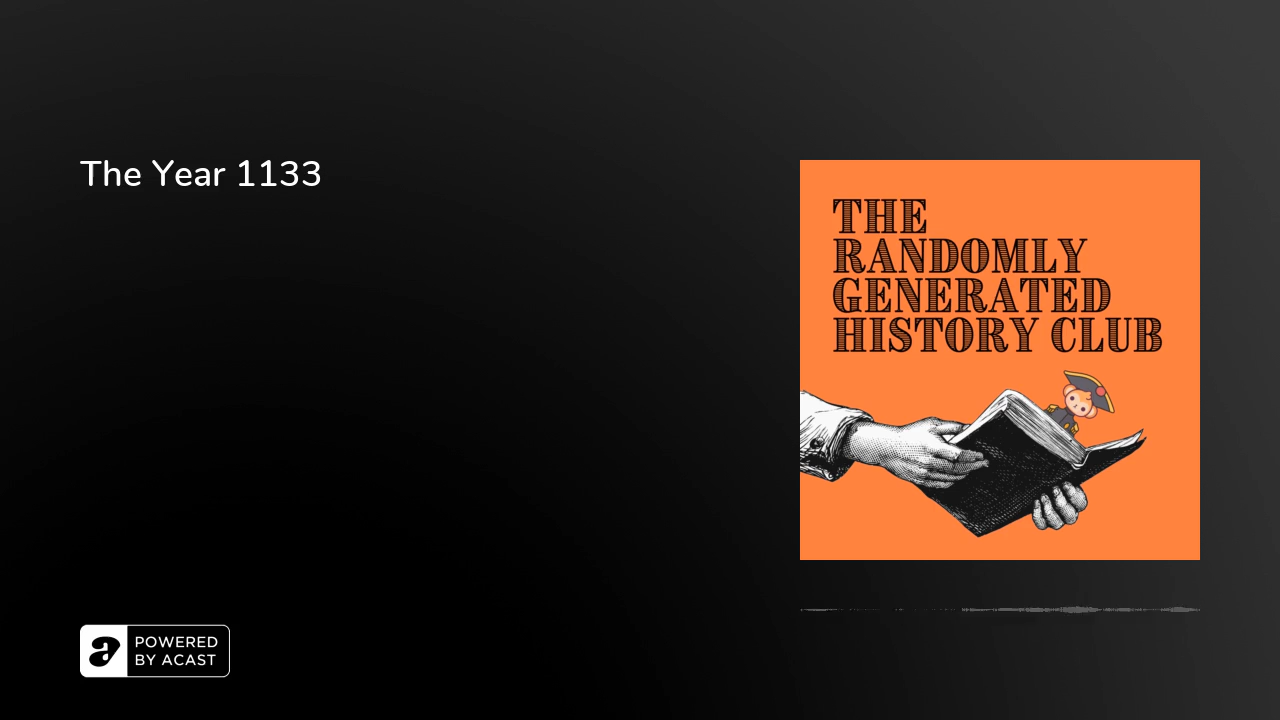 The Year 1133
THE
RANDOMLY
GENERATED
HISTORY CLUB
POWERED
BY ACAST